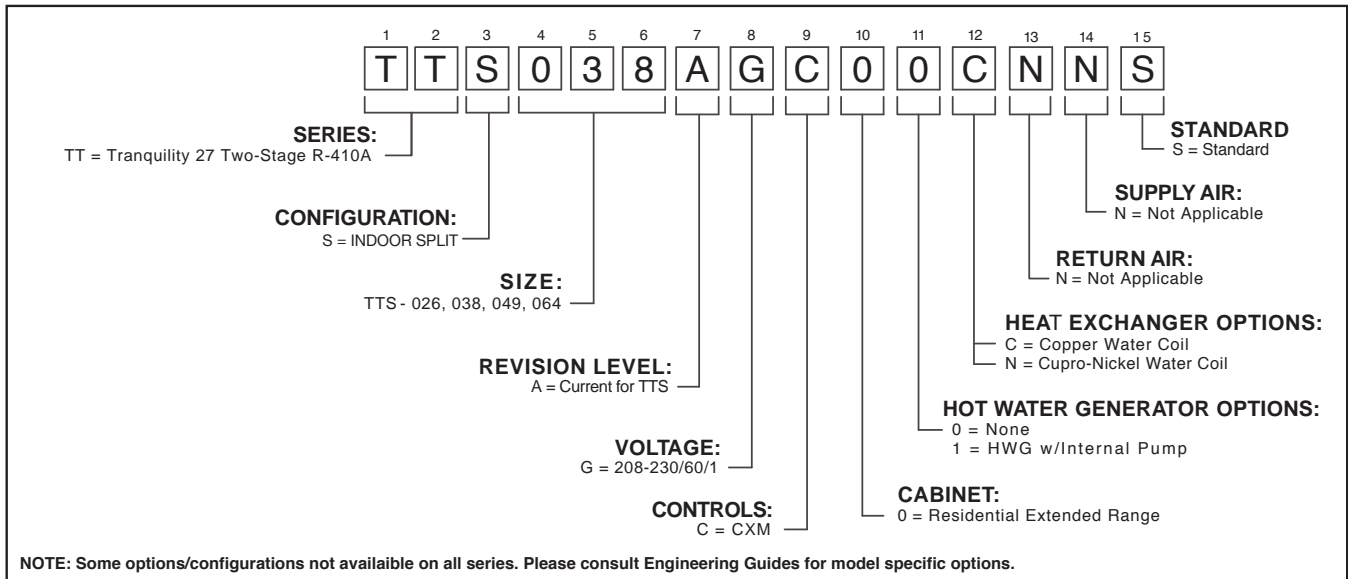 1 2 3 4 5 6 7 8 9 10 11 12 13 14 15
T T S 0 3 8 A G C 0 0 C N N S
SERIES:
TT = Tranquility 27 Two-Stage R-410A
CONFIGURATION:
S = INDOOR SPLIT
SIZE:
TTS - 026, 038, 049, 064
REVISION LEVEL:
A = Current for TTS
VOLTAGE:
G = 208-230/60/1
CONTROLS:
C = CXM
CABINET:
0 = Residential Extended Range
HOT WATER GENERATOR OPTIONS:
0 = None
1 = HWG w/Internal Pump
HEAT EXCHANGER OPTIONS:
C = Copper Water Coil
N = Cupro-Nickel Water Coil
RETURN AIR:
N = Not Applicable
SUPPLY AIR:
N = Not Applicable
STANDARD
S = Standard
NOTE: Some options/configurations not availaible on all series. Please consult Engineering Guides for model specific options.